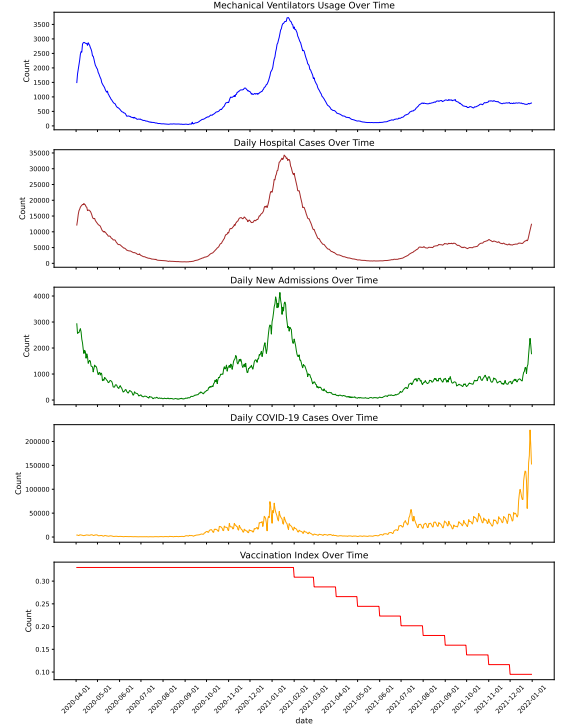 Mechanical Ventilators Usage Over Time
3500
3000
2500
2000
1500
1000
500
0
Count
Daily Hospital Cases Over Time
35000
30000
25000
20000
15000
10000
5000
0
Count
Daily New Admissions Over Time
4000
3000
2000
1000
0
Count
Daily COVID-19 Cases Over Time
200000
150000
100000
50000
0
Count
Vaccination Index Over Time
0.30
0.25
0.20
0.15
0.10
Count
2020-04-01 2020-05-01 2020-06-01 2020-07-01 2020-08-01 2020-09-01 2020-10-01 2020-11-01 2020-12-01 2021-01-01 2021-02-01 2021-03-01 2021-04-01 2021-05-01 2021-06-01 2021-07-01 2021-08-01 2021-09-01 2021-10-01 2021-11-01 2021-12-01 2022-01-01
date